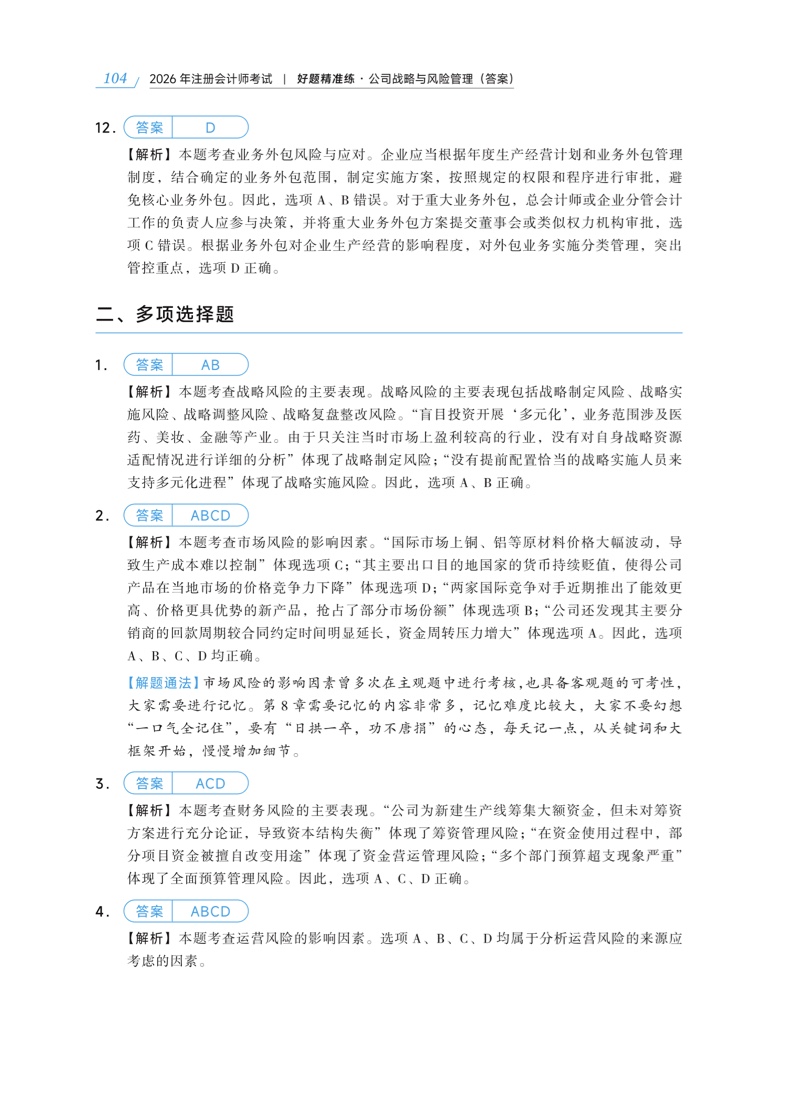 104 2026 年注册会计师考试 | 好题精准练·公司战略与风险管理（答案）
12. 答案 D
【解析】本题考查业务外包风险与应对。企业应当根据年度生产经营计划和业务外包管理
制度，结合确定的业务外包范围，制定实施方案，按照规定的权限和程序进行审批，避
免核心业务外包。因此，选项 A、B 错误。对于重大业务外包，总会计师或企业分管会计
工作的负责人应参与决策，并将重大业务外包方案提交董事会或类似权力机构审批，选
项 C 错误。根据业务外包对企业生产经营的影响程度，对外包业务实施分类管理，突出
管控重点，选项 D 正确。
二、多项选择题
1. 答案 AB
【解析】本题考查战略风险的主要表现。战略风险的主要表现包括战略制定风险、战略实
施风险、战略调整风险、战略复盘整改风险。“盲目投资开展‘多元化’，业务范围涉及医
药、美妆、金融等产业。由于只关注当时市场上盈利较高的行业，没有对自身战略资源
适配情况进行详细的分析”体现了战略制定风险；“没有提前配置恰当的战略实施人员来
支持多元化进程”体现了战略实施风险。因此，选项 A、B 正确。
2. 答案 ABCD
【解析】本题考查市场风险的影响因素。“国际市场上铜、铝等原材料价格大幅波动，导
致生产成本难以控制”体现选项 C；“其主要出口目的地国家的货币持续贬值，使得公司
产品在当地市场的价格竞争力下降”体现选项 D；“两家国际竞争对手近期推出了能效更
高、价格更具优势的新产品，抢占了部分市场份额”体现选项 B；“公司还发现其主要分
销商的回款周期较合同约定时间明显延长，资金周转压力增大”体现选项 A。因此，选项
A、B、C、D 均正确。
【解题通法】市场风险的影响因素曾多次在主观题中进行考核，也具备客观题的可考性，
大家需要进行记忆。第 8 章需要记忆的内容非常多，记忆难度比较大，大家不要幻想
“一口气全记住”，要有“日拱一卒，功不唐捐”的心态，每天记一点，从关键词和大
框架开始，慢慢增加细节。
3. 答案 ACD
【解析】本题考查财务风险的主要表现。“公司为新建生产线筹集大额资金，但未对筹资
方案进行充分论证，导致资本结构失衡”体现了筹资管理风险；“在资金使用过程中，部
分项目资金被擅自改变用途”体现了资金营运管理风险；“多个部门预算超支现象严重”
体现了全面预算管理风险。因此，选项 A、C、D 正确。
4. 答案 ABCD
【解析】本题考查运营风险的影响因素。选项 A、B、C、D 均属于分析运营风险的来源应
考虑的因素。